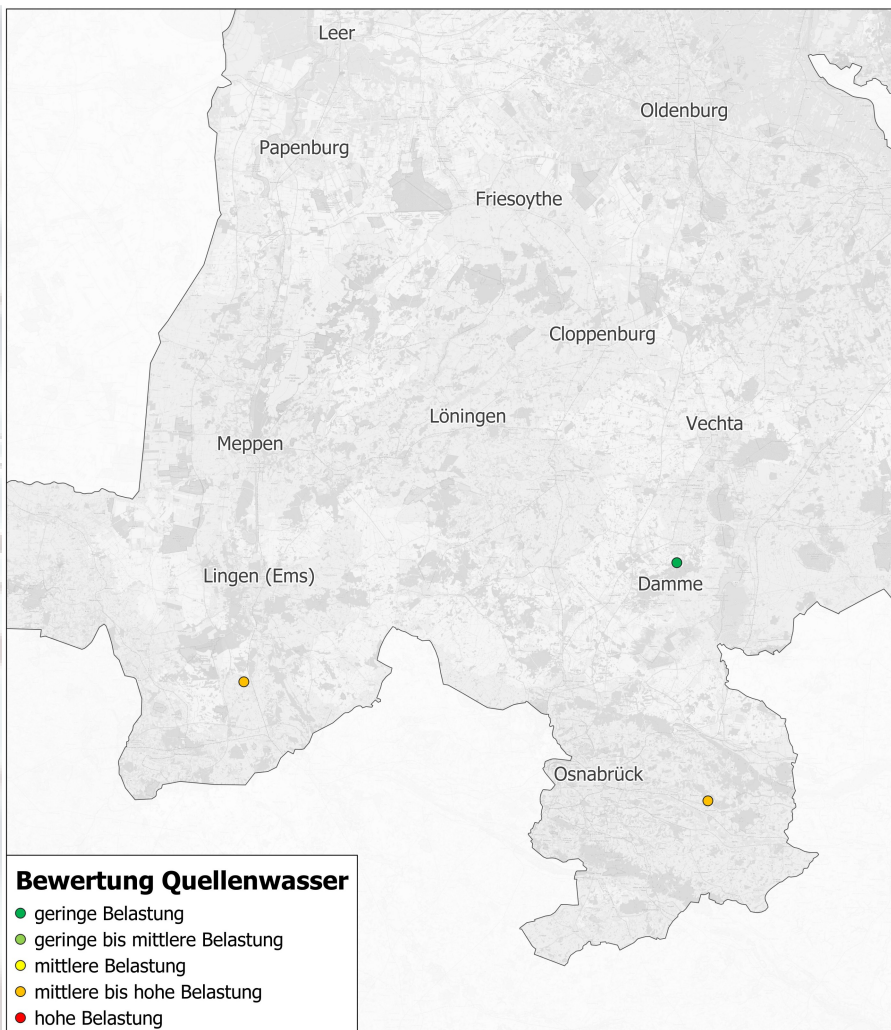 Leer
Oldenburg
Papenburg
Friesoythe
Cloppenburg
Löningen
Vechta
Meppen
Lingen (Ems)
Damme
Osnabrück
Bewertung Quellenwasser
geringe Belastung
geringe bis mittlere Belastung
mittlere Belastung
mittlere bis hohe Belastung
hohe Belastung